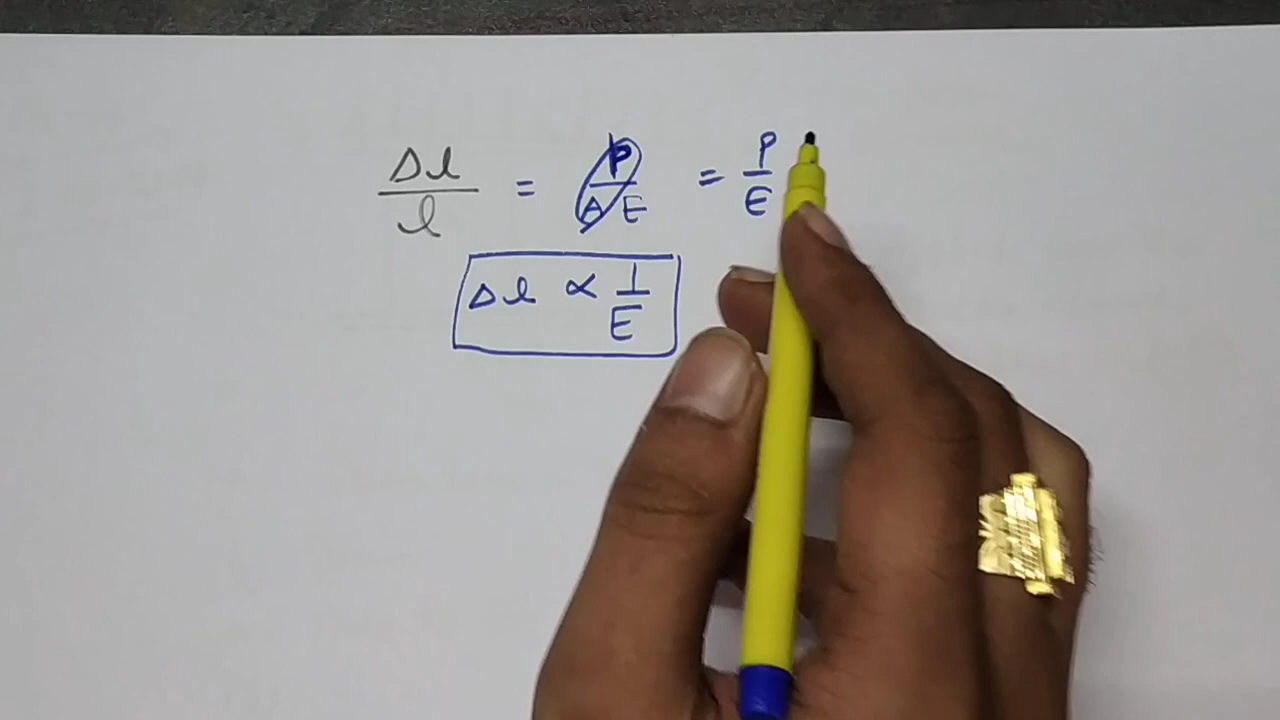 Δl/l = P/AE = P/E
Δl ∝ 1/E